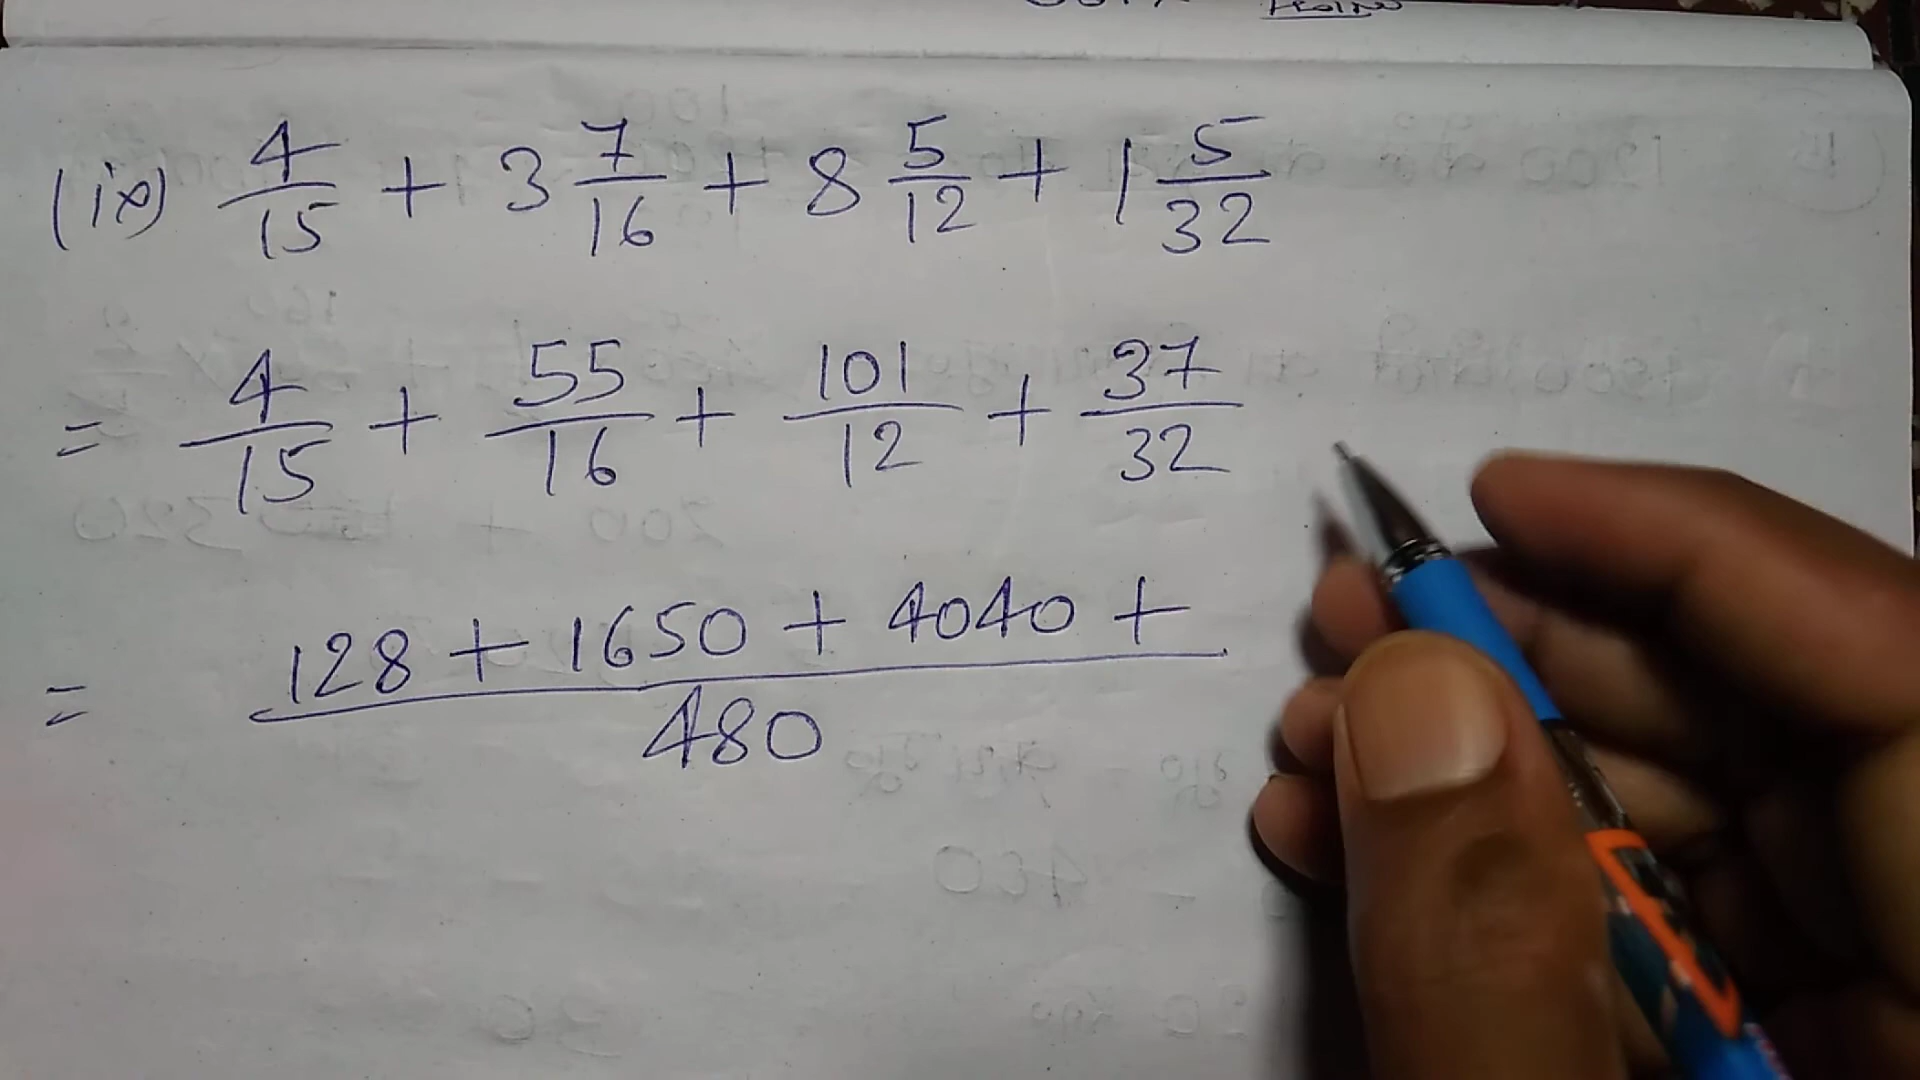 (ix) 4/15 + 3 7/16 + 8 5/12 + 1 5/32
= 4/15 + 55/16 + 101/12 + 37/32
= 128 + 1650 + 4040 + / 480